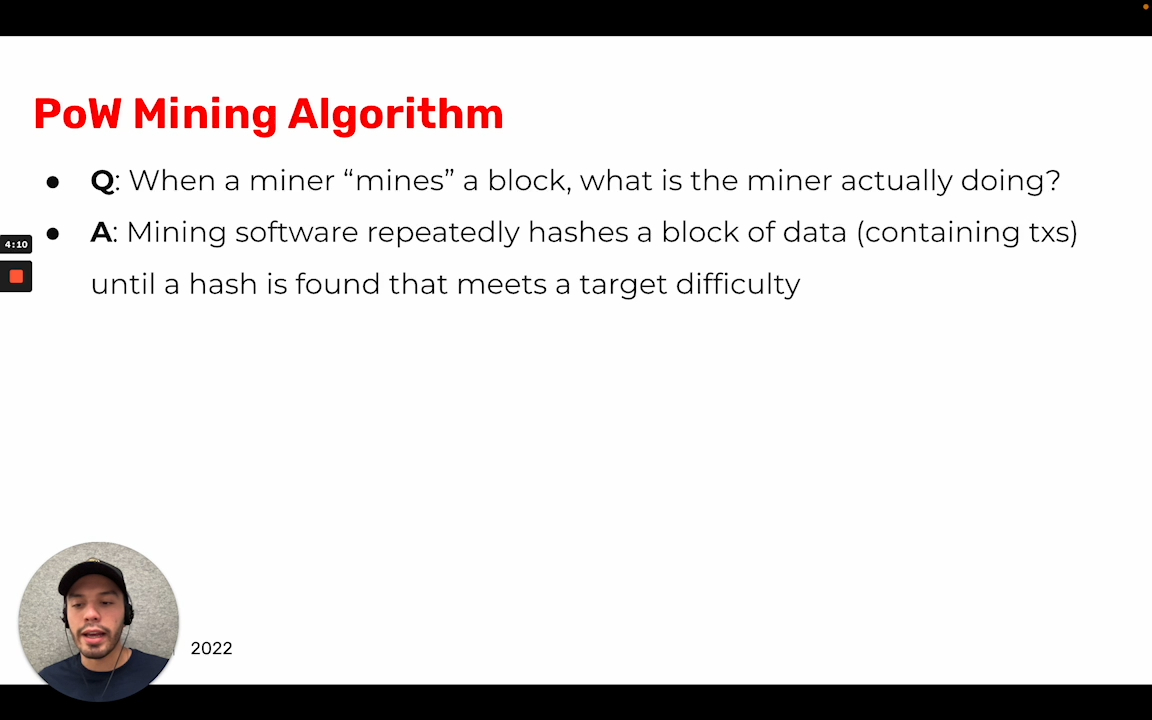 PoW Mining Algorithm
● Q: When a miner “mines” a block, what is the miner actually doing?
● A: Mining software repeatedly hashes a block of data (containing txs)
until a hash is found that meets a target difficulty
4:10
2022